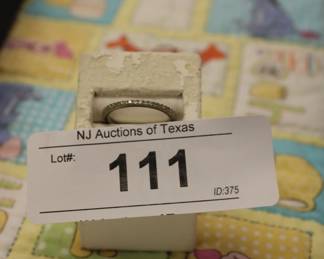 NJ Auctions of Texas
Lot#:
111
ID:375